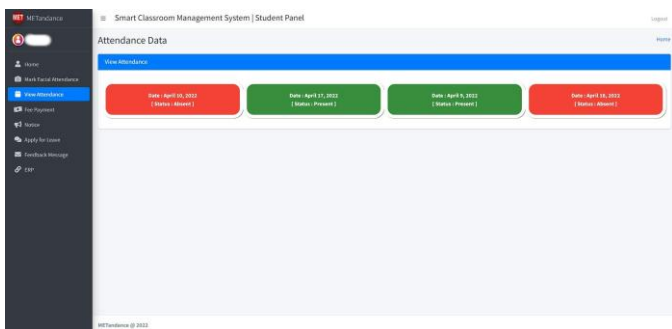 MET METandance
Smart Classroom Management System | Student Panel
Logout
Attendance Data
Home
Home
Mark Facial Attendance
View Attendance
Fee Payment
Notice
Apply for Leave
Feedback Message
ERP
View Attendance
Date : April 10, 2022
[ Status : Absent ]
Date : April 17, 2022
[ Status : Present ]
Date : April 9, 2022
[ Status : Present ]
Date : April 18, 2022
[ Status : Absent ]
METandance @ 2022